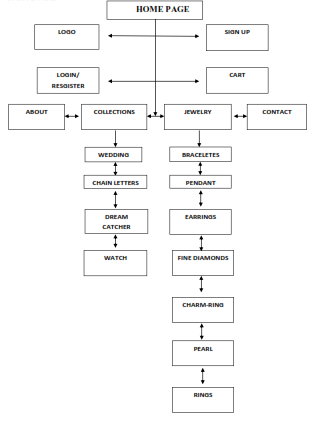 HOME PAGE
LOGO
SIGN UP
LOGIN/
RESGISTER
CART
ABOUT
COLLECTIONS
JEWELRY
CONTACT
WEDDING
BRACELETES
CHAIN LETTERS
PENDANT
DREAM
CATCHER
EARRINGS
WATCH
FINE DIAMONDS
CHARM-RING
PEARL
RINGS